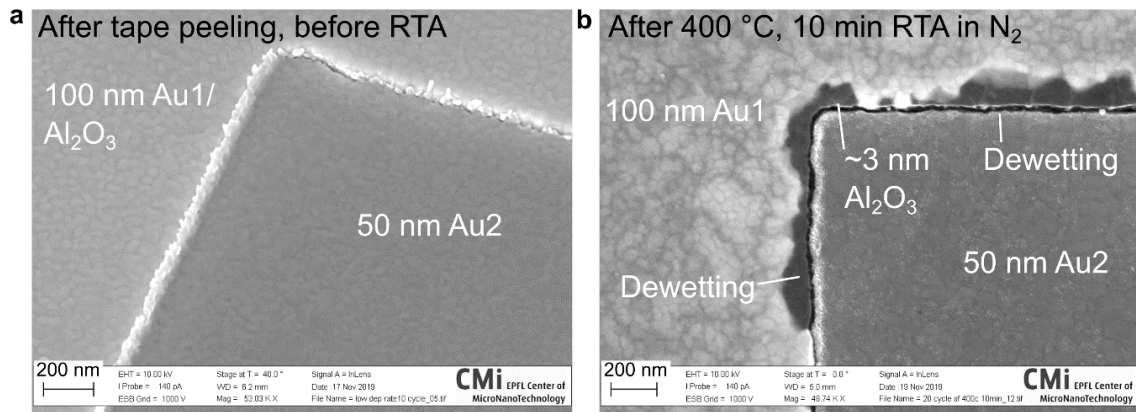 a After tape peeling, before RTA
100 nm Au1/
Al₂O₃
50 nm Au2
200 nm
EHT = 10.00 kV
I Probe = 140 pA
ESB Grid = 1000 V
Stage at T = 40.0 °
WD = 8.2 mm
Mag = 53.03 K X
Signal A = InLens
Date :17 Nov 2019
File Name = low dep rate10 cycle_05.tif
CMi EPFL Center of
MicroNanoTechnology
b After 400 °C, 10 min RTA in N₂
100 nm Au1
Dewetting
~3 nm
Al₂O₃
50 nm Au2
Dewetting
200 nm
EHT = 10.00 kV
I Probe = 140 pA
ESB Grid = 1000 V
Stage at T = 0.0 °
WD = 5.0 mm
Mag = 48.74 K X
Signal A = InLens
Date :19 Nov 2019
File Name = 20 cycle af 400c 10min_12.tif
CMi EPFL Center of
MicroNanoTechnology